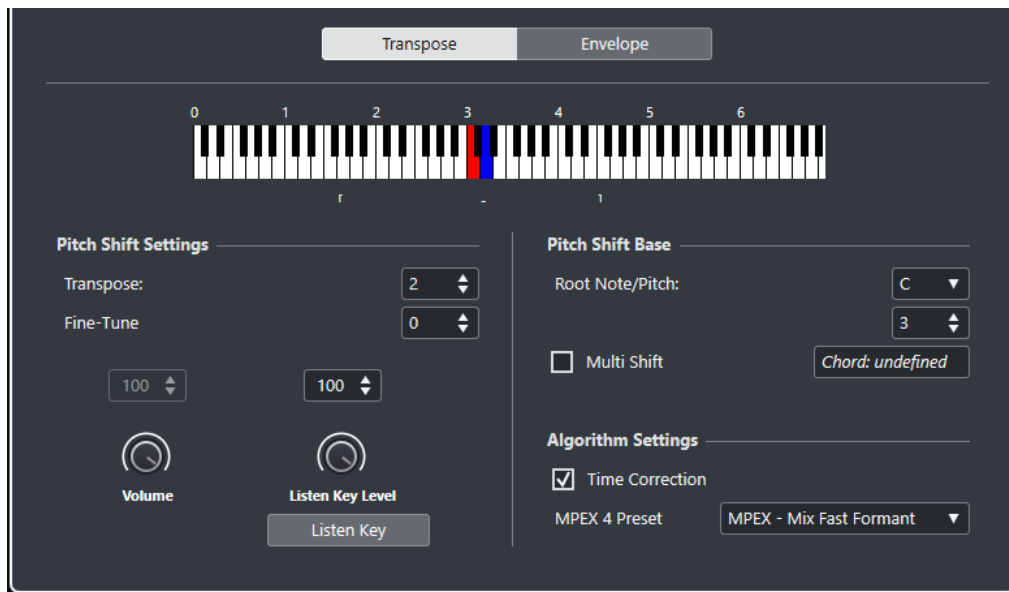 Transpose Envelope
0 1 2 3 4 5 6
Pitch Shift Settings Pitch Shift Base
Transpose: 2 Root Note/Pitch: C
Fine-Tune 0 3
Multi Shift Chord: undefined
100 100
Algorithm Settings
Time Correction
Volume Listen Key Level
MPEX 4 Preset MPEX - Mix Fast Formant
Listen Key